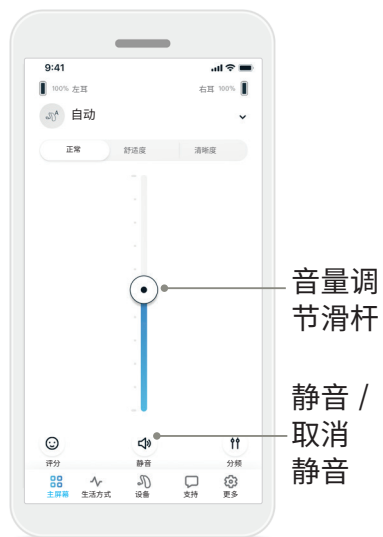 9:41
100% 左耳 右耳 100%
自动
正常 舒适度 清晰度
音量调
节滑杆
静音 /
取消
静音
评分 静音 分频
主屏幕 生活方式 设备 支持 更多